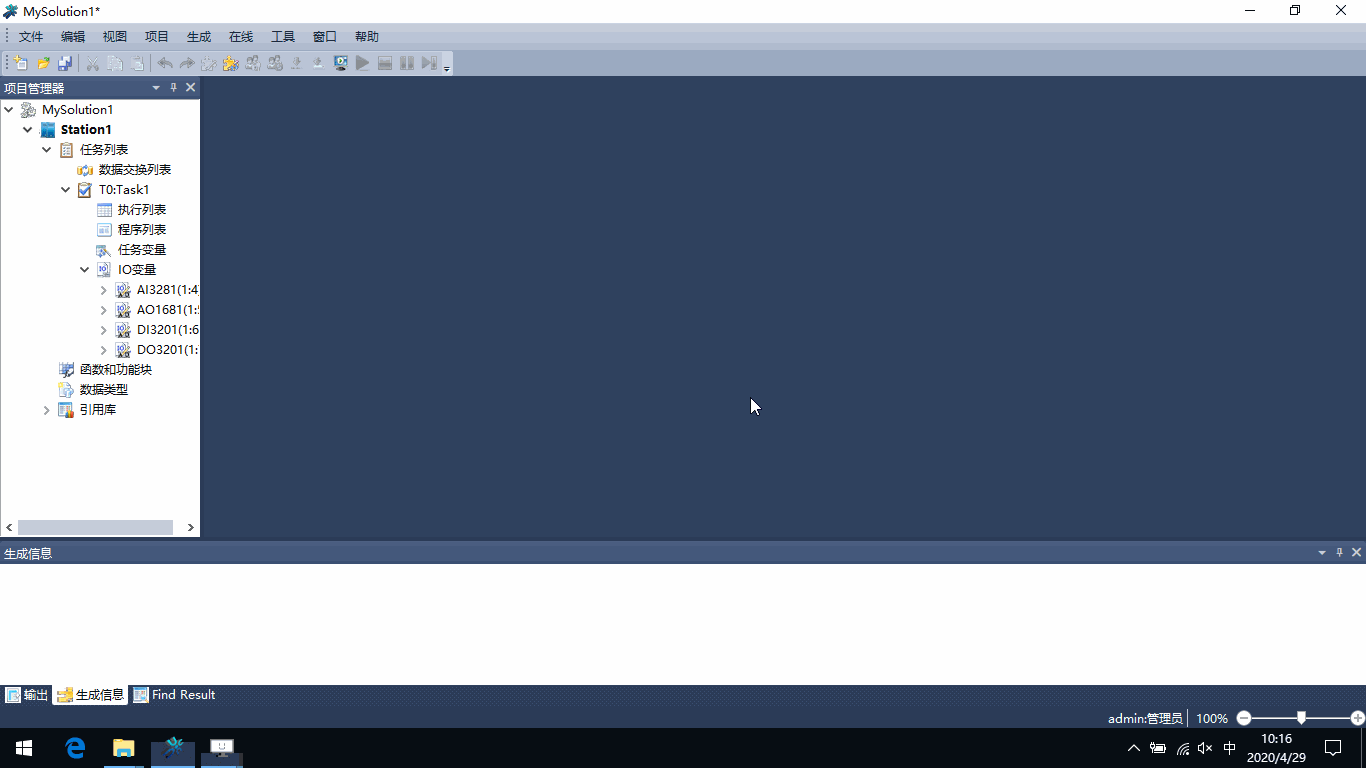 MySolution1*
文件 编辑 视图 项目 生成 在线 工具 窗口 帮助
项目管理器
MySolution1
Station1
任务列表
数据交换列表
T0:Task1
执行列表
程序列表
任务变量
IO变量
AI3281(1:4
AO1681(1:
DI3201(1:6
DO3201(1:
函数和功能块
数据类型
引用库
生成信息
输出 生成信息 Find Result
admin:管理员 100%
中 10:16
2020/4/29